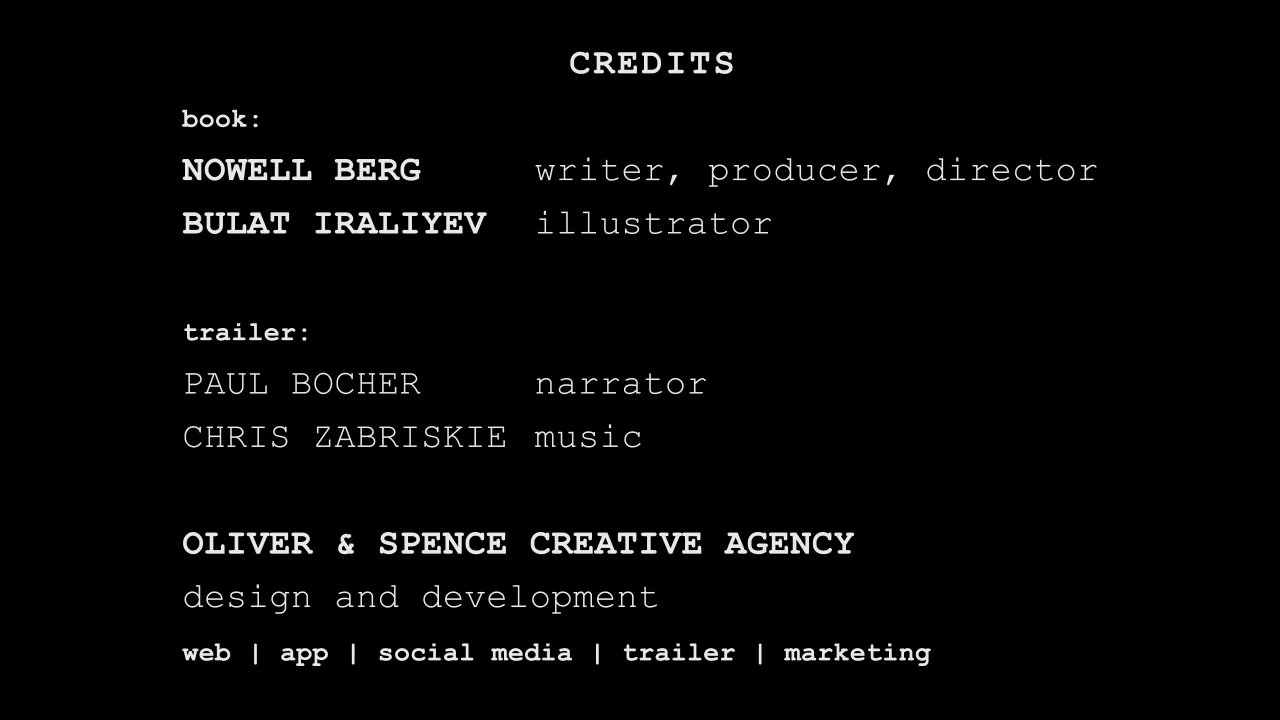 CREDITS
book:
NOWELL BERG writer, producer, director
BULAT IRALIYEV illustrator
trailer:
PAUL BOCHER narrator
CHRIS ZABRISKIE music
OLIVER & SPENCE CREATIVE AGENCY
design and development
web | app | social media | trailer | marketing